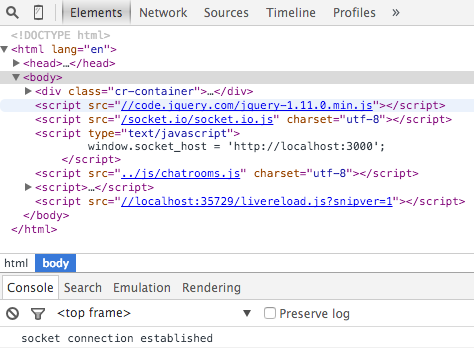 Elements Network Sources Timeline Profiles »
<!DOCTYPE html>
▼<html lang="en">
▶<head>…</head>
▼<body>
▶<div class="cr-container">…</div>
<script src="//code.jquery.com/jquery-1.11.0.min.js"></script>
<script src="/socket.io/socket.io.js" charset="utf-8"></script>
<script type="text/javascript">
window.socket_host = 'http://localhost:3000';
</script>
<script src="../js/chatrooms.js" charset="utf-8"></script>
▶<script>…</script>
<script src="//localhost:35729/livereload.js?snipver=1"></script>
</body>
</html>
html body
Console Search Emulation Rendering
<top frame> ▼ Preserve log
socket connection established